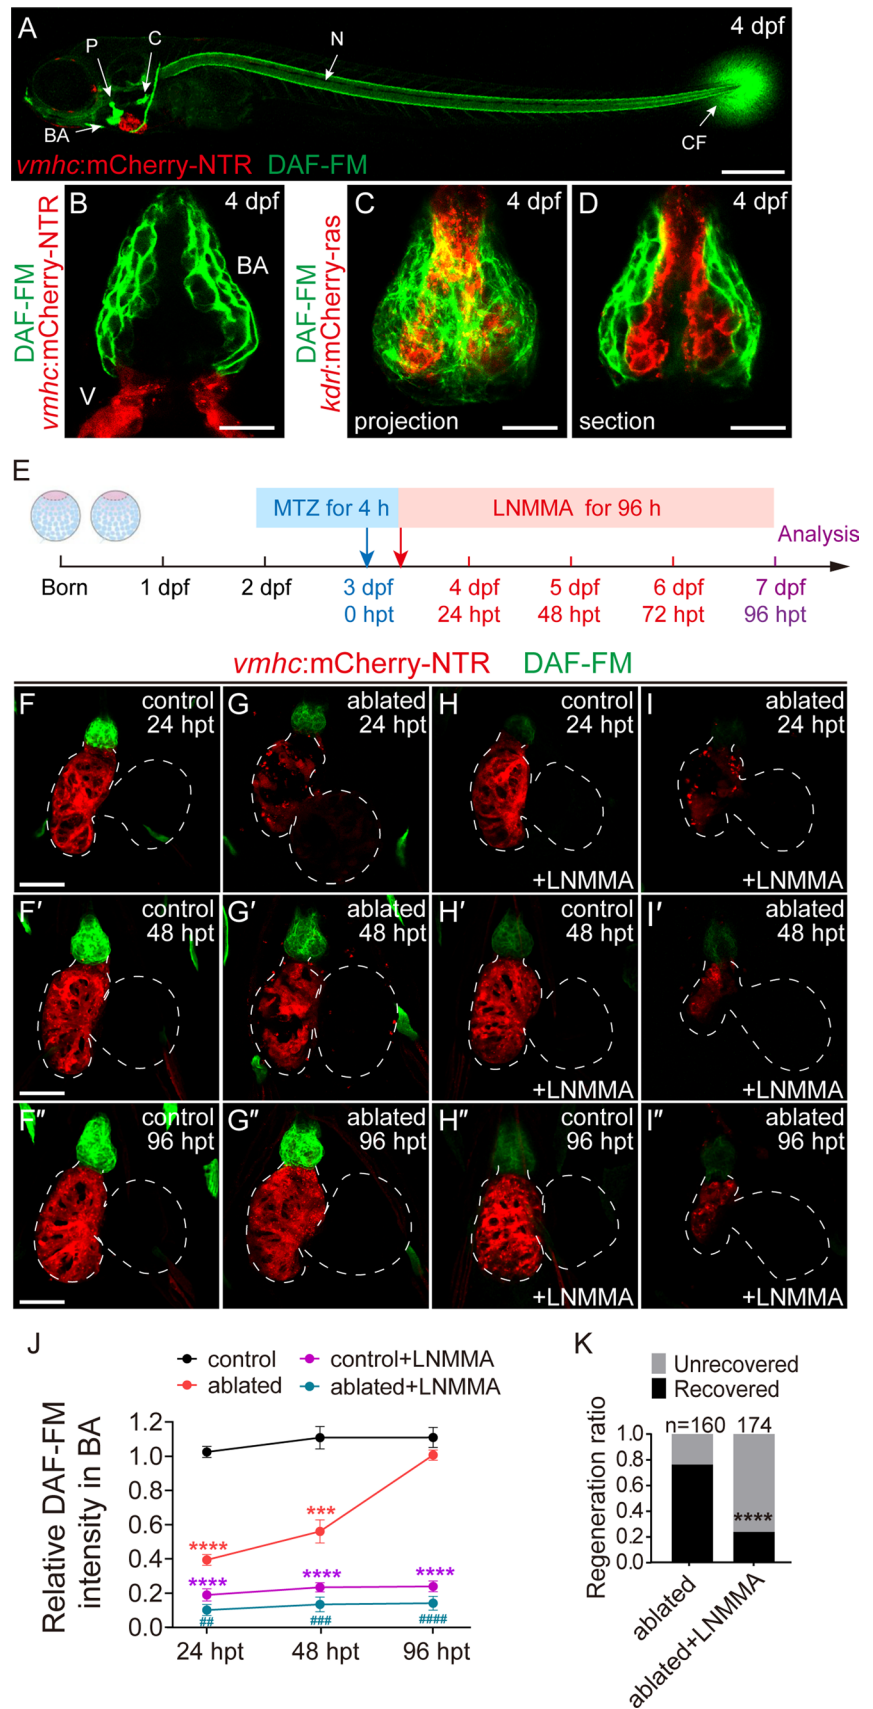 A
4 dpf
P
C
N
BA
CF
vmhc:mCherry-NTR DAF-FM
DAF-FM
vmhc:mCherry-NTR
B
4 dpf
BA
V
DAF-FM
kdrl:mCherry-ras
C
4 dpf
projection
D
4 dpf
section
E
MTZ for 4 h
LNMMA for 96 h
Analysis
Born
1 dpf
2 dpf
3 dpf
4 dpf
5 dpf
6 dpf
7 dpf
0 hpt
24 hpt
48 hpt
72 hpt
96 hpt
vmhc:mCherry-NTR DAF-FM
F
control
24 hpt
G
ablated
24 hpt
H
control
24 hpt
+LNMMA
I
ablated
24 hpt
+LNMMA
F′
control
48 hpt
G′
ablated
48 hpt
H′
control
48 hpt
+LNMMA
I′
ablated
48 hpt
+LNMMA
F″
control
96 hpt
G″
ablated
96 hpt
H″
control
96 hpt
+LNMMA
I″
ablated
96 hpt
+LNMMA
J
control
control+LNMMA
ablated
ablated+LNMMA
Relative DAF-FM
intensity in BA
1.2
1.0
0.8
0.6
0.4
0.2
0.0
****
***
****
****
****
##
###
####
24 hpt
48 hpt
96 hpt
K
Unrecovered
Recovered
n=160 174
Regeneration ratio
1.0
0.8
0.6
0.4
0.2
0.0
****
ablated
ablated+LNMMA